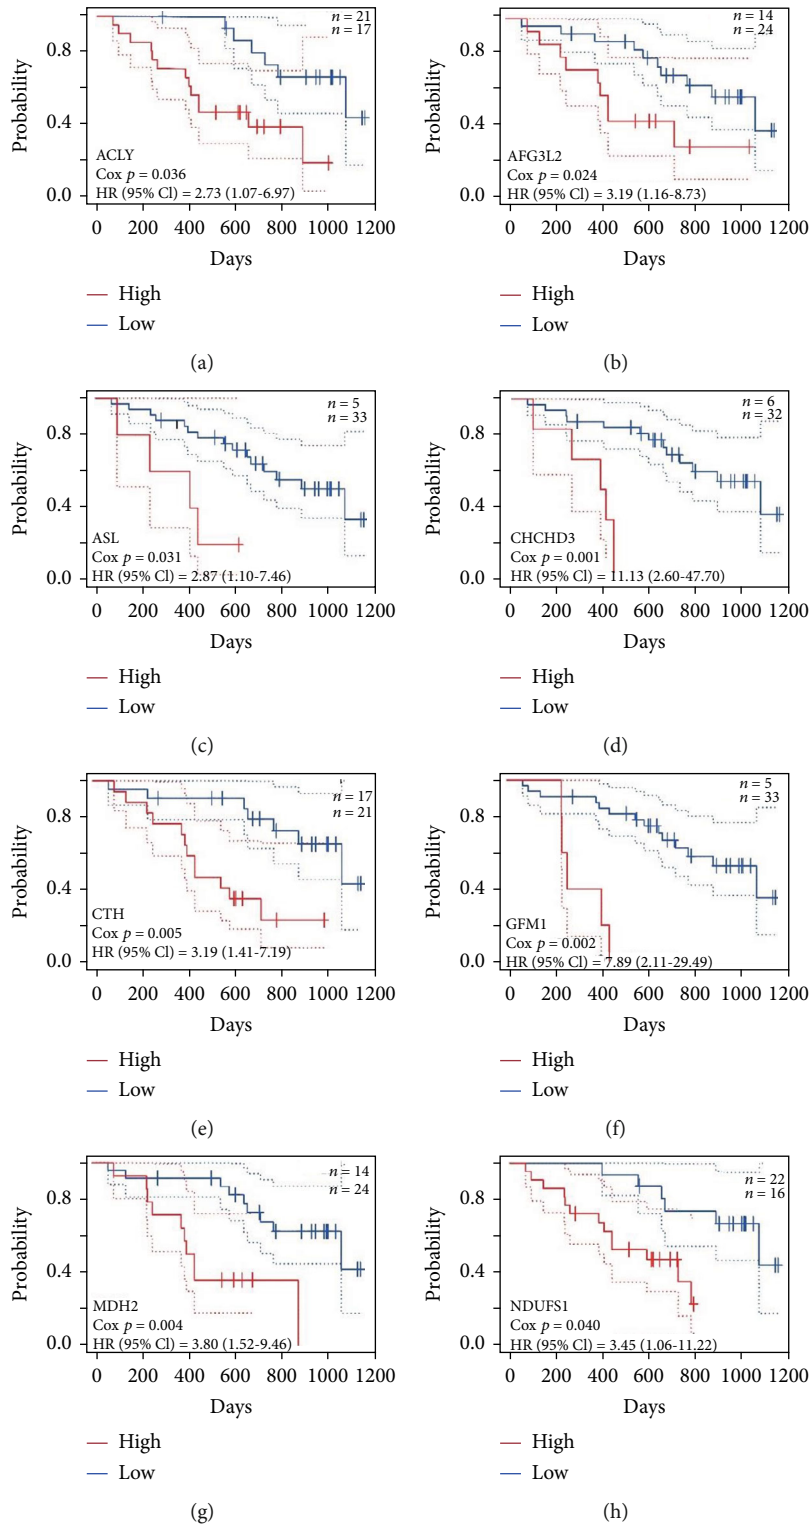 n = 21
n = 17
0.8
0.4
0.0
Probability
ACLY
Cox p = 0.036
HR (95% Cl) = 2.73 (1.07-6.97)
0 200 400 600 800 1000 1200
Days
High
Low
(a)
n = 14
n = 24
0.8
0.4
0.0
Probability
AFG3L2
Cox p = 0.024
HR (95% Cl) = 3.19 (1.16-8.73)
0 200 400 600 800 1000 1200
Days
High
Low
(b)
n = 5
n = 33
0.8
0.4
0.0
Probability
ASL
Cox p = 0.031
HR (95% Cl) = 2.87 (1.10-7.46)
0 200 400 600 800 1000 1200
Days
High
Low
(c)
n = 6
n = 32
0.8
0.4
0.0
Probability
CHCHD3
Cox p = 0.001
HR (95% Cl) = 11.13 (2.60-47.70)
0 200 400 600 800 1000 1200
Days
High
Low
(d)
n = 17
n = 21
0.8
0.4
0.0
Probability
CTH
Cox p = 0.005
HR (95% Cl) = 3.19 (1.41-7.19)
0 200 400 600 800 1000 1200
Days
High
Low
(e)
n = 5
n = 33
0.8
0.4
0.0
Probability
GFM1
Cox p = 0.002
HR (95% Cl) = 7.89 (2.11-29.49)
0 200 400 600 800 1000 1200
Days
High
Low
(f)
n = 14
n = 24
0.8
0.4
0.0
Probability
MDH2
Cox p = 0.004
HR (95% Cl) = 3.80 (1.52-9.46)
0 200 400 600 800 1000 1200
Days
High
Low
(g)
n = 22
n = 16
0.8
0.4
0.0
Probability
NDUFS1
Cox p = 0.040
HR (95% Cl) = 3.45 (1.06-11.22)
0 200 400 600 800 1000 1200
Days
High
Low
(h)